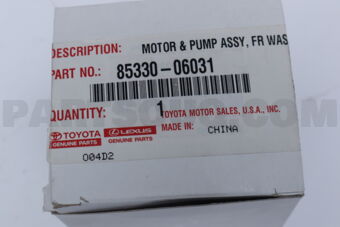 DESCRIPTION: MOTOR & PUMP ASSY, FR WAS
PART NO.: 85330-06031
QUANTITY: 1 TOYOTA MOTOR SALES, U.S.A., INC.
TOYOTA LEXUS MADE IN: CHINA
GENUINE PARTS GENUINE PARTS
O04D2